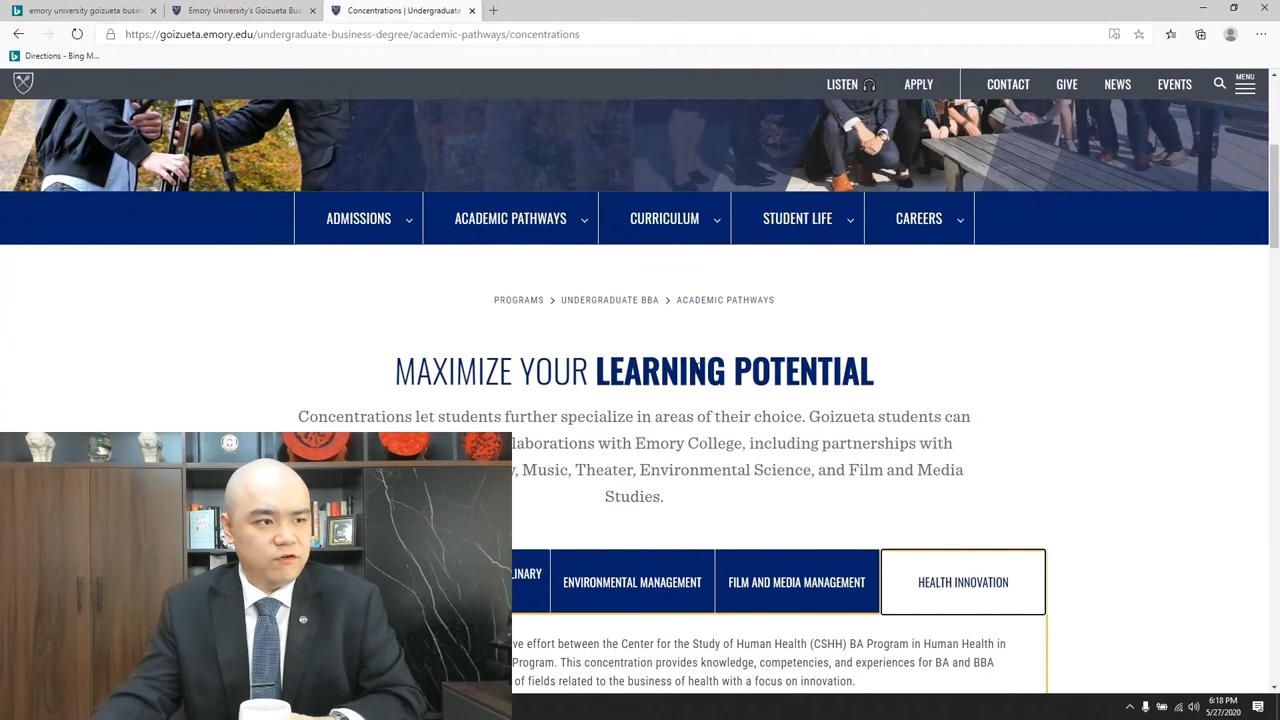 emory university goizueta busine
Emory University's Goizueta Busin
Concentrations | Undergraduate
https://goizueta.emory.edu/undergraduate-business-degree/academic-pathways/concentrations
Directions - Bing M...
LISTEN APPLY CONTACT GIVE NEWS EVENTS MENU
ADMISSIONS ACADEMIC PATHWAYS CURRICULUM STUDENT LIFE CAREERS
PROGRAMS > UNDERGRADUATE BBA > ACADEMIC PATHWAYS
MAXIMIZE YOUR LEARNING POTENTIAL
Concentrations let students further specialize in areas of their choice. Goizueta students can
laborations with Emory College, including partnerships with
y, Music, Theater, Environmental Science, and Film and Media
Studies.
LINARY ENVIRONMENTAL MANAGEMENT FILM AND MEDIA MANAGEMENT HEALTH INNOVATION
ve effort between the Center for the Study of Human Health (CSHH) BA Program in Human Health in
Program. This concentration provides knowledge, competencies, and experiences for BA and BBA
of fields related to the business of health with a focus on innovation.
6:18 PM
5/27/2020